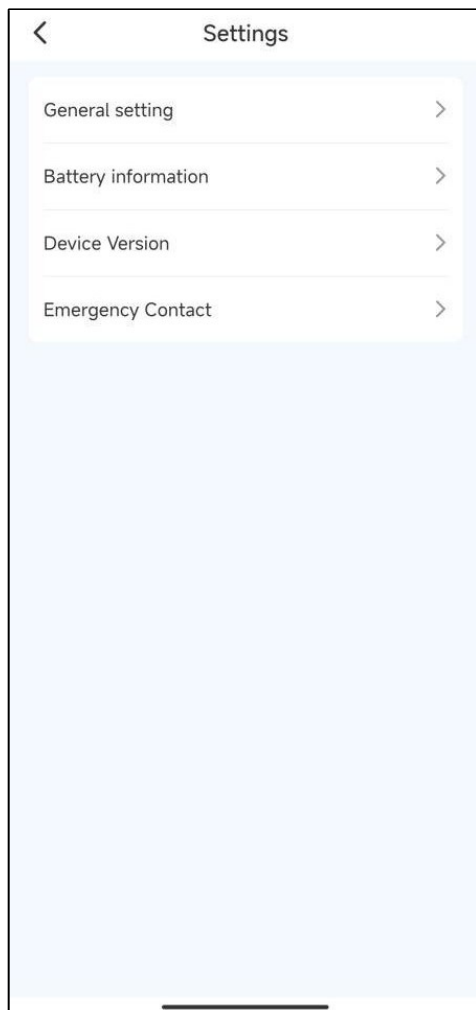 Settings
General setting
Battery information
Device Version
Emergency Contact